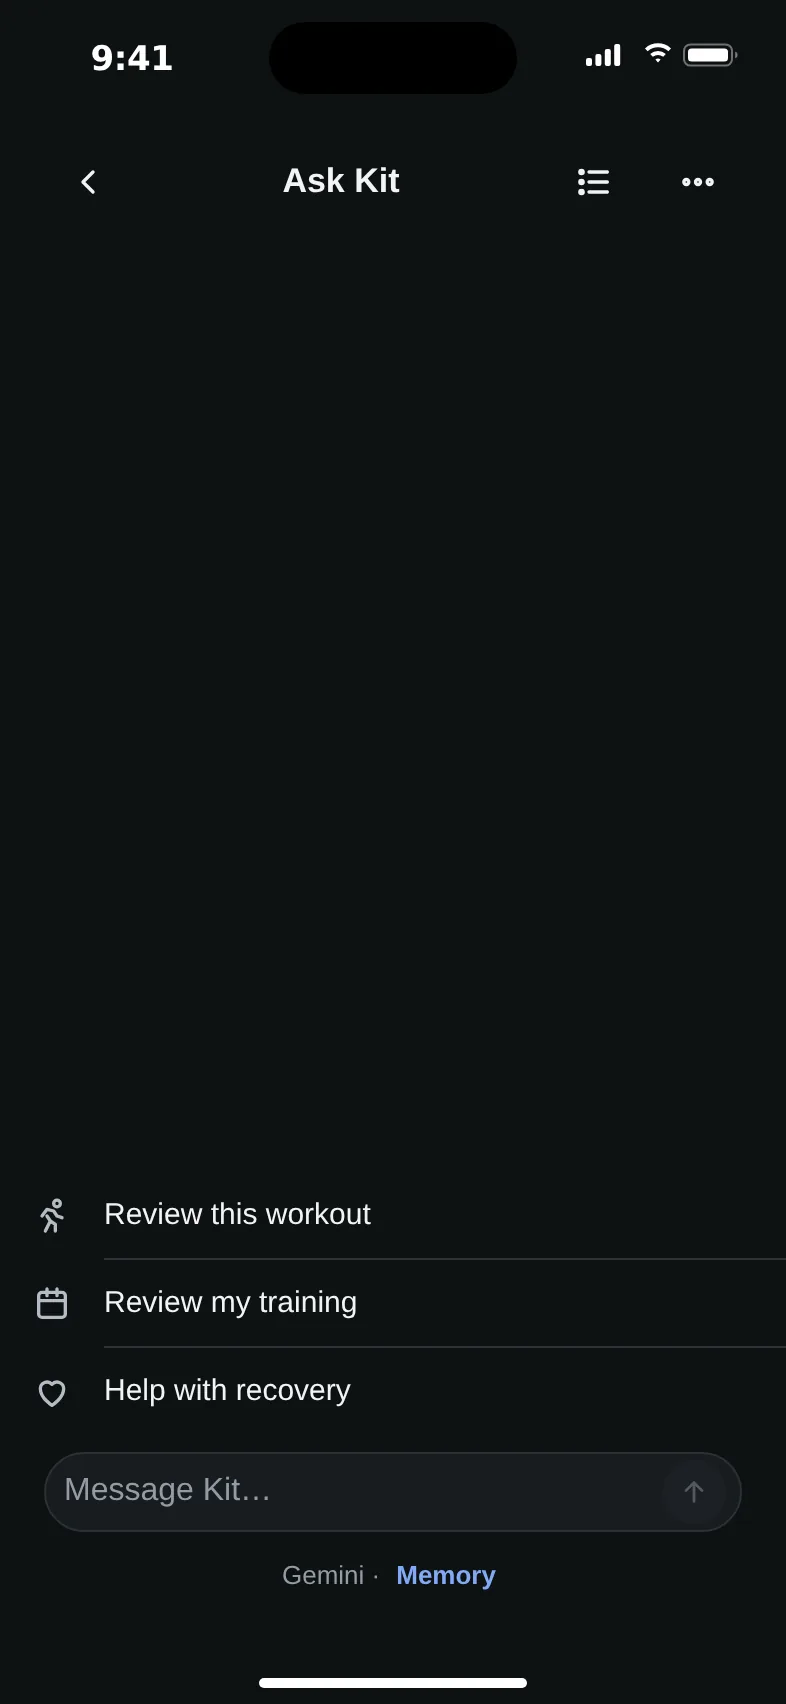 9:41
Ask Kit
Review this workout
Review my training
Help with recovery
Message Kit…
Gemini · Memory